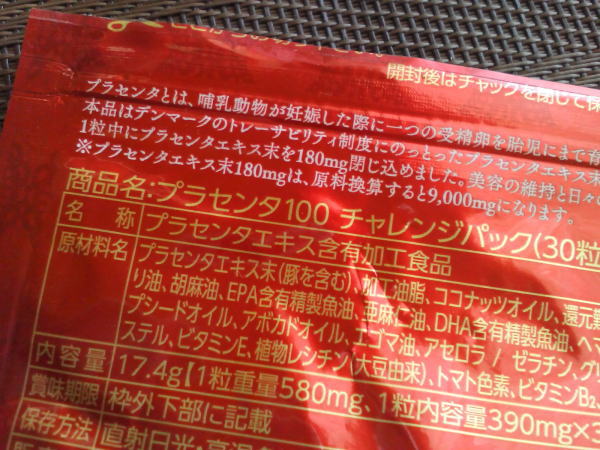 開封後はチャックを閉じて保
プラセンタとは、哺乳動物が妊娠した際に一つの受精卵を胎児にまで育
本品はデンマークのトレーサビリティ制度にのっとったプラセンタエキス末
1粒中にプラセンタエキス末を180mg閉じ込めました。美容の維持と日々の
※プラセンタエキス末180mgは、原料換算すると9,000mgになります。
商品名:プラセンタ100 チャレンジパック(30粒
名 称 プラセンタエキス含有加工食品
原材料名 プラセンタエキス末(豚を含む)、加工油脂、ココナッツオイル、還元
り油、胡麻油、EPA含有精製魚油、亜麻仁油、DHA含有精製魚油、ヘマ
プシードオイル、アボカドオイル、エゴマ油、アセロラ / ゼラチン、グリ
ステル、ビタミンE、植物レシチン(大豆由来)、トマト色素、ビタミンB2、
内容量 17.4g【1粒重量580mg、1粒内容量390mg×3
賞味期限 枠外下部に記載
保存方法 直射日光・高温